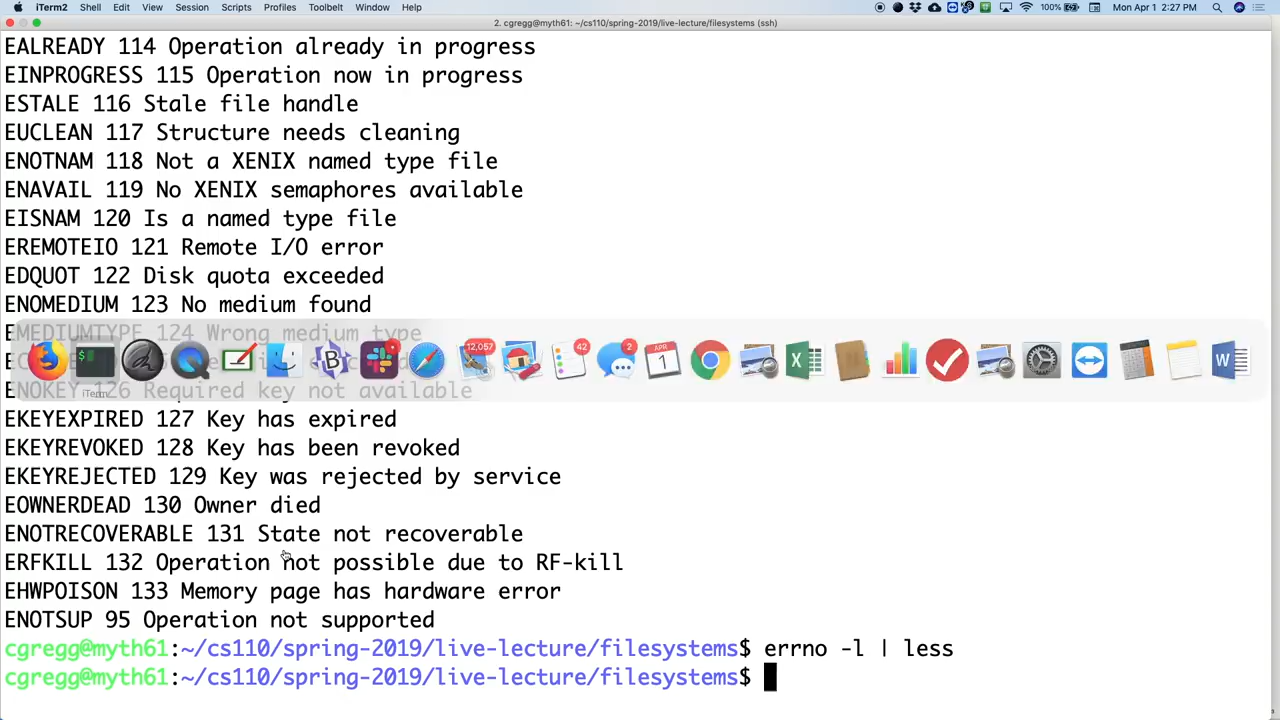 iTerm2 Shell Edit View Session Scripts Profiles Toolbelt Window Help 100% Mon Apr 1 2:27 PM
2. cgregg@myth61: ~/cs110/spring-2019/live-lecture/filesystems (ssh)
EALREADY 114 Operation already in progress
EINPROGRESS 115 Operation now in progress
ESTALE 116 Stale file handle
EUCLEAN 117 Structure needs cleaning
ENOTNAM 118 Not a XENIX named type file
ENAVAIL 119 No XENIX semaphores available
EISNAM 120 Is a named type file
EREMOTEIO 121 Remote I/O error
EDQUOT 122 Disk quota exceeded
ENOMEDIUM 123 No medium found
EMEDIUMTYPE 124 Wrong medium type
12,057 42 2 APR 1
ENOKEY 126 Required key not available
iTerm
EKEYEXPIRED 127 Key has expired
EKEYREVOKED 128 Key has been revoked
EKEYREJECTED 129 Key was rejected by service
EOWNERDEAD 130 Owner died
ENOTRECOVERABLE 131 State not recoverable
ERFKILL 132 Operation not possible due to RF-kill
EHWPOISON 133 Memory page has hardware error
ENOTSUP 95 Operation not supported
cgregg@myth61:~/cs110/spring-2019/live-lecture/filesystems$ errno -l | less
cgregg@myth61:~/cs110/spring-2019/live-lecture/filesystems$